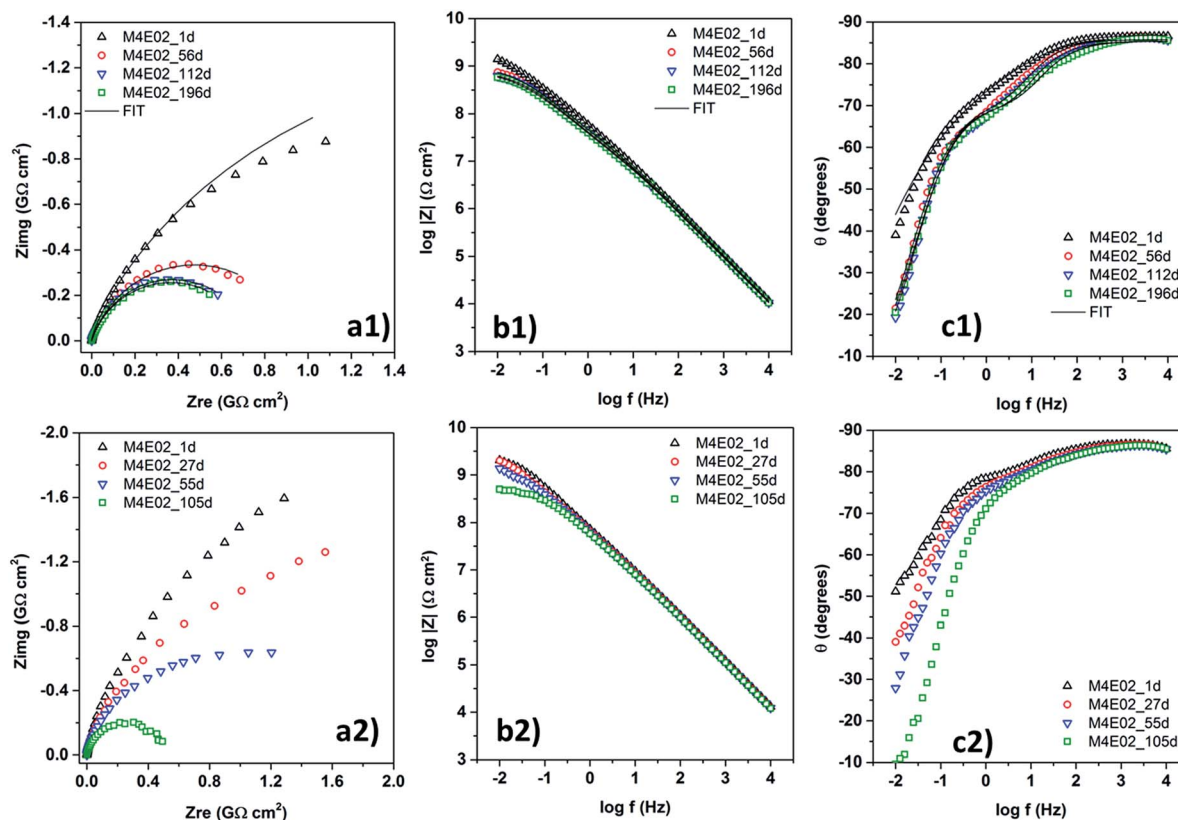 -1.4
-1.2
-1.0
-0.8
-0.6
-0.4
-0.2
0.0
Zimg (GΩ cm²)
M4E02_1d
M4E02_56d
M4E02_112d
M4E02_196d
FIT
a1)
0.0 0.2 0.4 0.6 0.8 1.0 1.2 1.4
Zre (GΩ cm²)
10
9
8
7
6
5
4
3
log |Z| (Ω cm²)
M4E02_1d
M4E02_56d
M4E02_112d
M4E02_196d
FIT
b1)
-2 -1 0 1 2 3 4
log f (Hz)
-90
-80
-70
-60
-50
-40
-30
-20
-10
θ (degrees)
M4E02_1d
M4E02_56d
M4E02_112d
M4E02_196d
FIT
c1)
-2 -1 0 1 2 3 4
log f (Hz)
-2.0
-1.6
-1.2
-0.8
-0.4
0.0
Zimg (GΩ cm²)
M4E02_1d
M4E02_27d
M4E02_55d
M4E02_105d
a2)
0.0 0.4 0.8 1.2 1.6 2.0
Zre (GΩ cm²)
10
9
8
7
6
5
4
3
log |Z| (Ω cm²)
M4E02_1d
M4E02_27d
M4E02_55d
M4E02_105d
b2)
-2 -1 0 1 2 3 4
log f (Hz)
-90
-80
-70
-60
-50
-40
-30
-20
-10
θ (degrees)
M4E02_1d
M4E02_27d
M4E02_55d
M4E02_105d
c2)
-2 -1 0 1 2 3 4
log f (Hz)